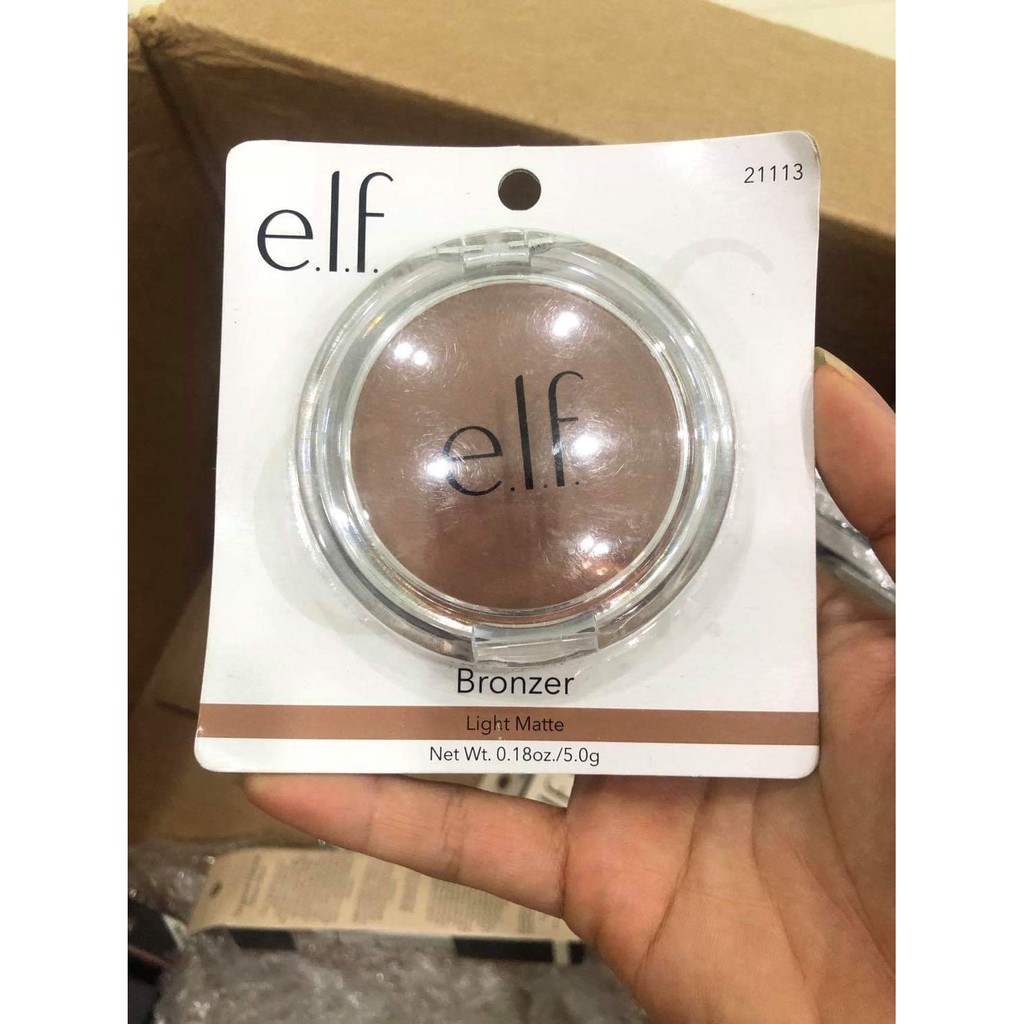 e.l.f.
21113
e.l.f.
Bronzer
Light Matte
Net Wt. 0.18oz./5.0g